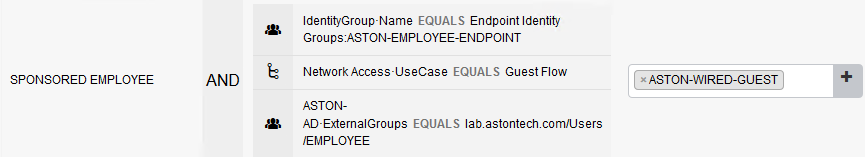 IdentityGroup·Name EQUALS Endpoint Identity
Groups:ASTON-EMPLOYEE-ENDPOINT
SPONSORED EMPLOYEE
AND
Network Access·UseCase EQUALS Guest Flow
× ASTON-WIRED-GUEST
+
ASTON-
AD·ExternalGroups EQUALS lab.astontech.com/Users
/EMPLOYEE